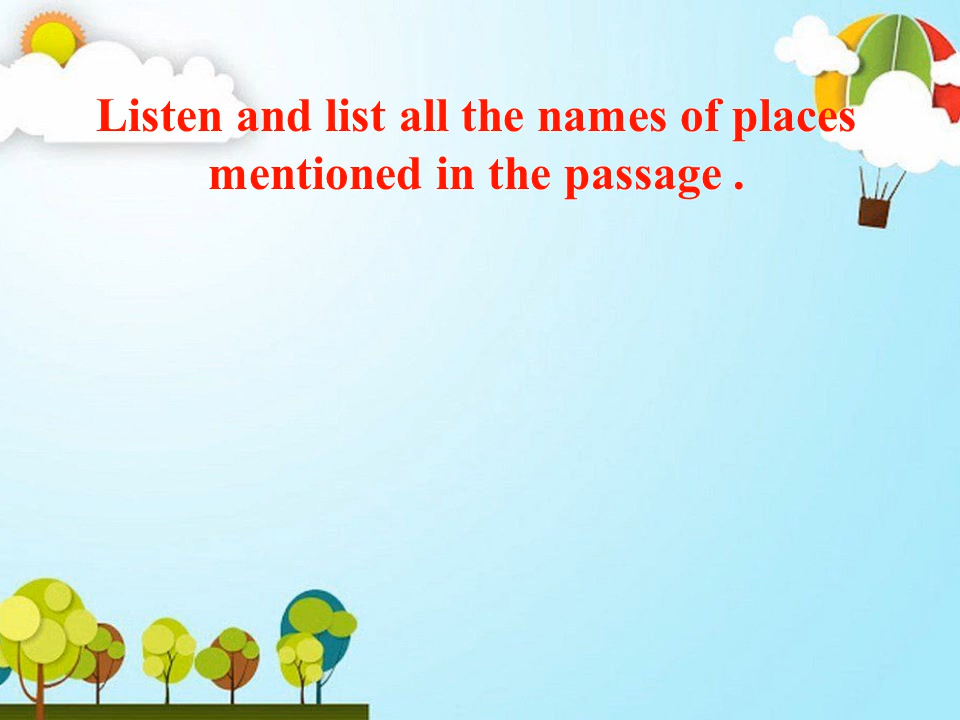 Listen and list all the names of places
mentioned in the passage .